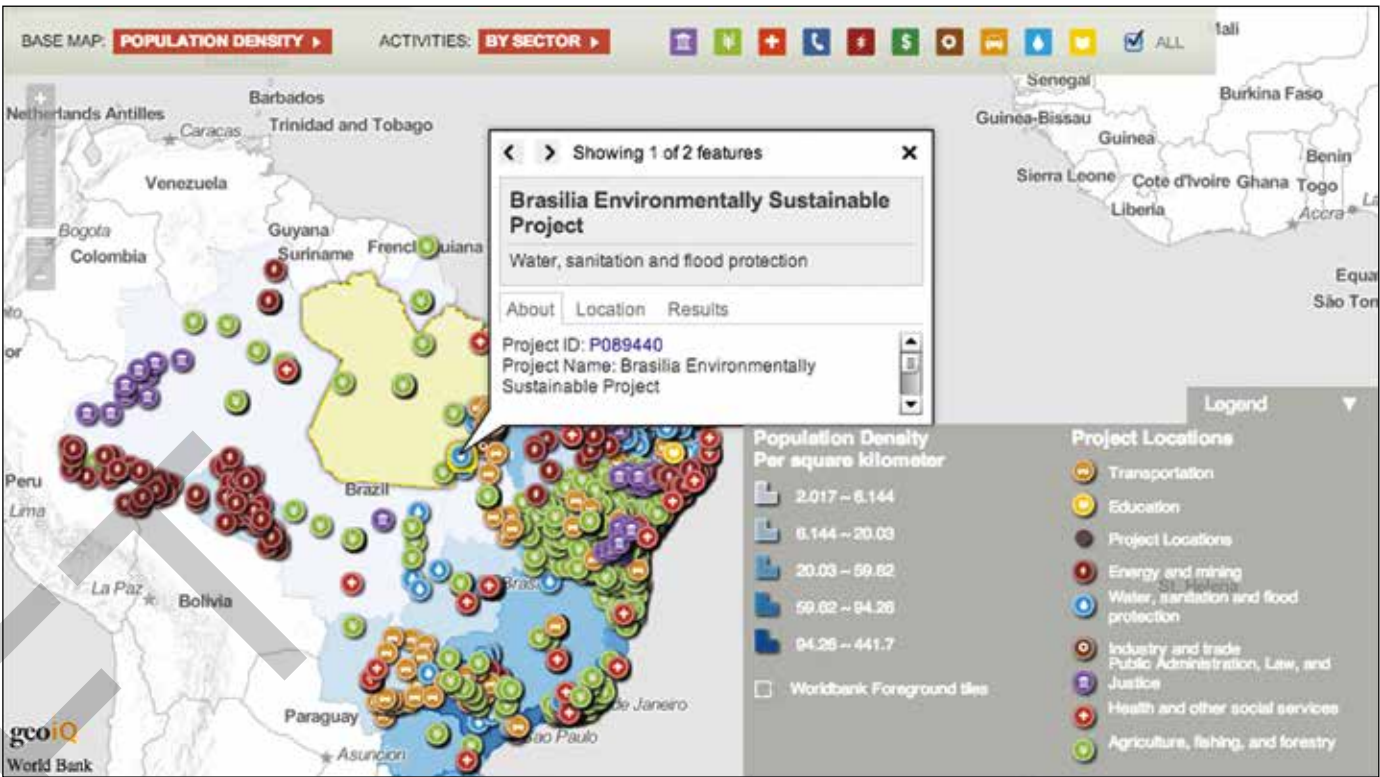 BASE MAP: POPULATION DENSITY ACTIVITIES: BY SECTOR ALL
Mali
Senegal
Burkina Faso
Guinea-Bissau
Guinea
Benin
Sierra Leone
Cote d'Ivoire
Ghana
Togo
Liberia
Accra
Equa
São Tom
Barbados
Netherlands Antilles
Caracas
Trinidad and Tobago
Venezuela
Bogota
Guyana
Colombia
Suriname
Peru
Lima
Brazil
La Paz
Bolivia
Paraguay
de Janeiro
Sao Paulo
Asuncion
Showing 1 of 2 features
Brasilia Environmentally Sustainable
Project
Water, sanitation and flood protection
About Location Results
Project ID: P089440
Project Name: Brasilia Environmentally
Sustainable Project
Legend
Population Density
Per square kilometer
2.017 – 6.144
6.144 – 20.03
20.03 – 59.62
59.62 – 94.26
94.26 – 441.7
Worldbank Foreground tiles
Project Locations
Transportation
Education
Project Locations
Energy and mining
Water, sanitation and flood
protection
Industry and trade
Public Administration, Law, and
Justice
Health and other social services
Agriculture, fishing, and forestry
geoIQ
World Bank